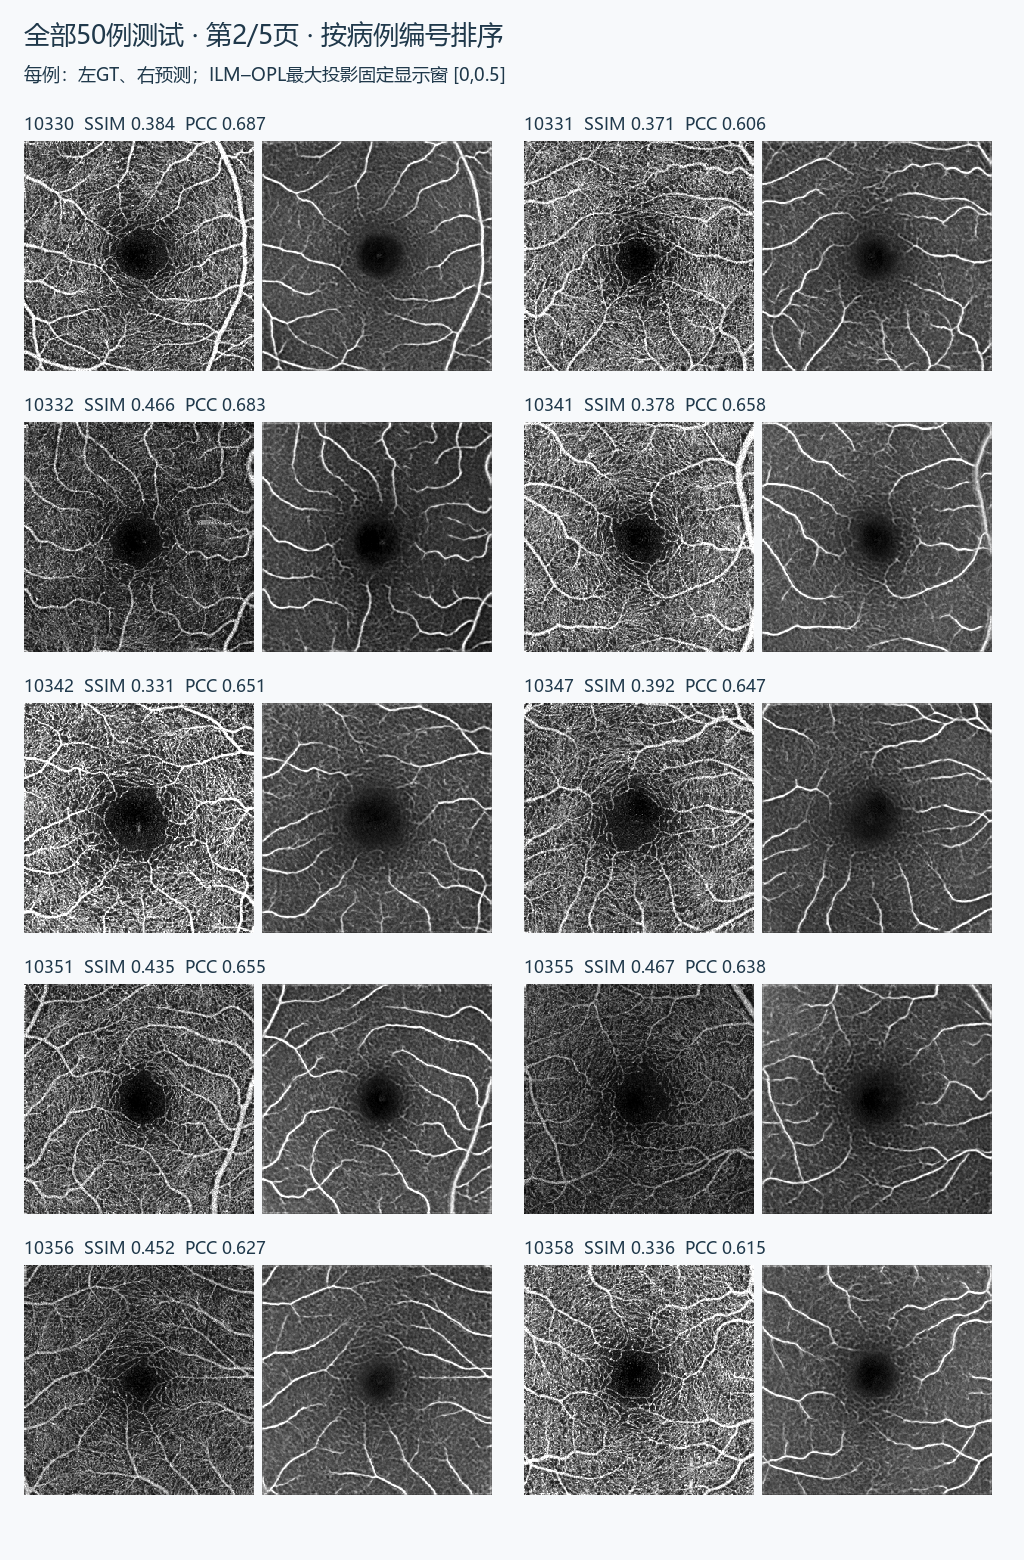 全部50例测试 · 第2/5页 · 按病例编号排序
每例：左GT、右预测；ILM–OPL最大投影固定显示窗 [0,0.5]
10330 SSIM 0.384 PCC 0.687
10331 SSIM 0.371 PCC 0.606
10332 SSIM 0.466 PCC 0.683
10341 SSIM 0.378 PCC 0.658
10342 SSIM 0.331 PCC 0.651
10347 SSIM 0.392 PCC 0.647
10351 SSIM 0.435 PCC 0.655
10355 SSIM 0.467 PCC 0.638
10356 SSIM 0.452 PCC 0.627
10358 SSIM 0.336 PCC 0.615